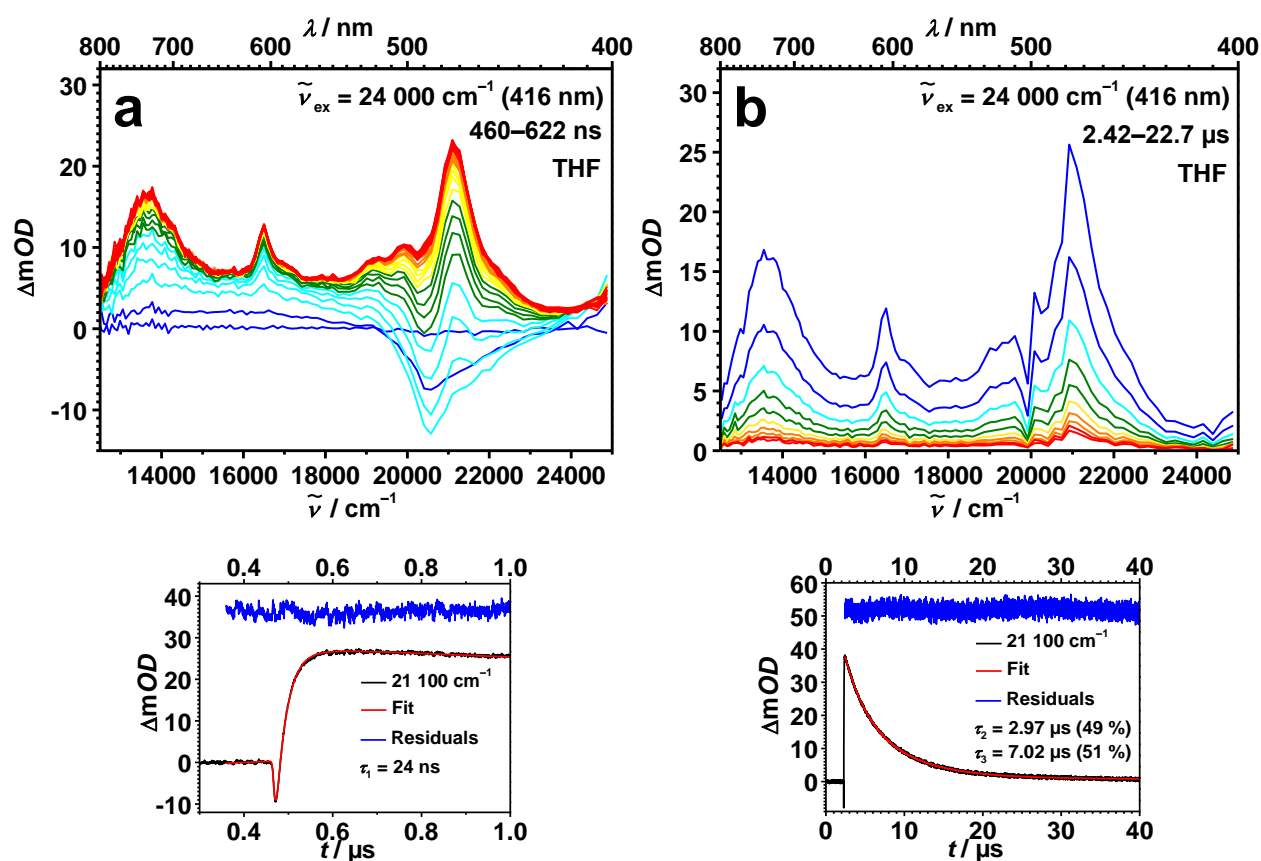 λ / nm
800 700 600 500 400
a
ν̃ex = 24 000 cm⁻¹ (416 nm)
460–622 ns
THF
30
20
10
0
-10
ΔmOD
14000 16000 18000 20000 22000 24000
ν̃ / cm⁻¹
λ / nm
800 700 600 500 400
b
ν̃ex = 24 000 cm⁻¹ (416 nm)
2.42–22.7 µs
THF
30
25
20
15
10
5
0
ΔmOD
14000 16000 18000 20000 22000 24000
ν̃ / cm⁻¹
0.4 0.6 0.8 1.0
40
30
20
10
0
-10
ΔmOD
21 100 cm⁻¹
Fit
Residuals
τ₁ = 24 ns
0.4 0.6 0.8 1.0
t / µs
0 10 20 30 40
60
50
40
30
20
10
0
ΔmOD
21 100 cm⁻¹
Fit
Residuals
τ₂ = 2.97 µs (49 %)
τ₃ = 7.02 µs (51 %)
0 10 20 30 40
t / µs